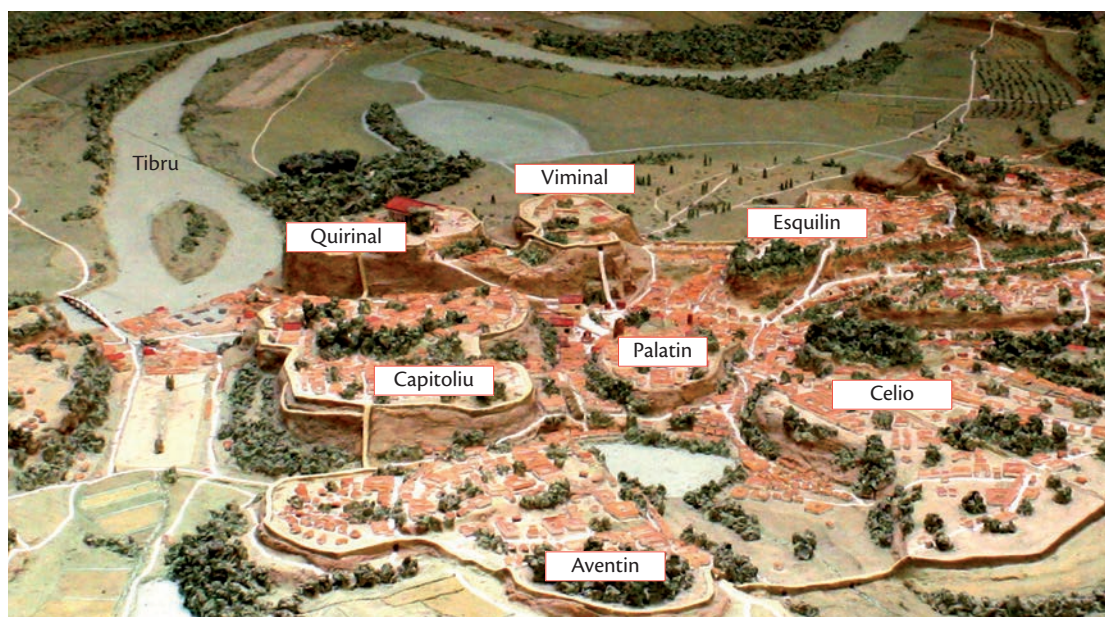 Tibru
Viminal
Quirinal
Esquilin
Palatin
Capitoliu
Celio
Aventin